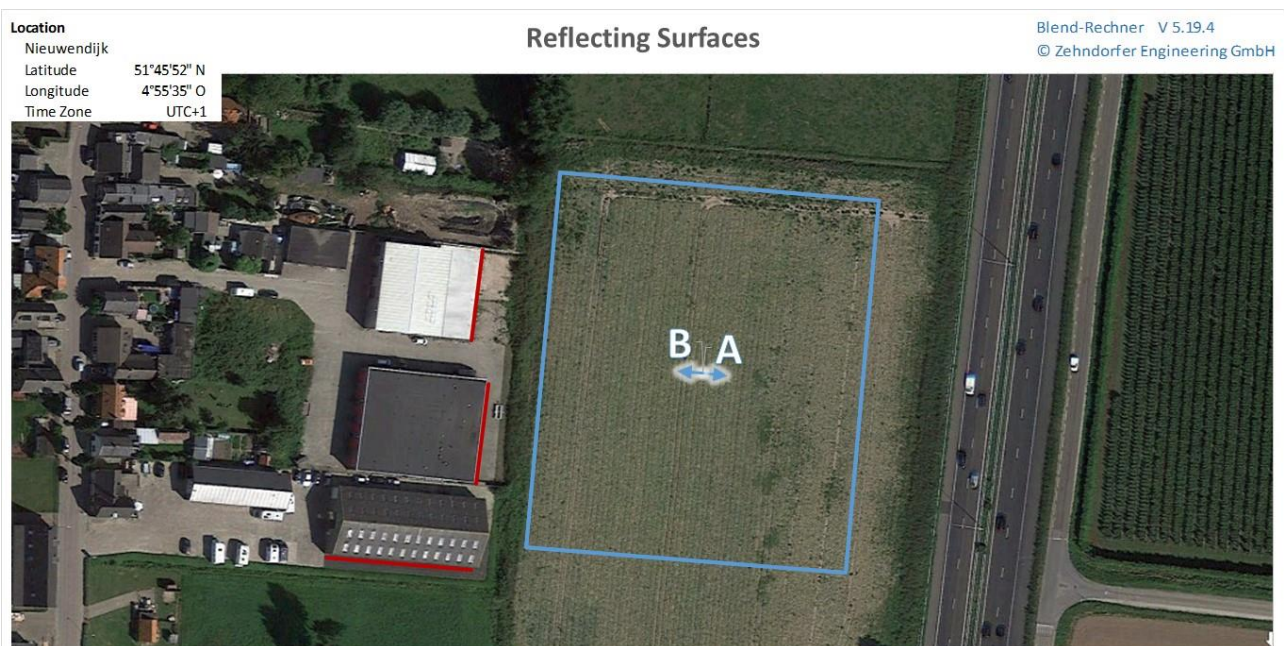 Location
Nieuwendijk
Latitude 51°45'52" N
Longitude 4°55'35" O
Time Zone UTC+1
Reflecting Surfaces
Blend-Rechner V 5.19.4
© Zehndorfer Engineering GmbH
B A